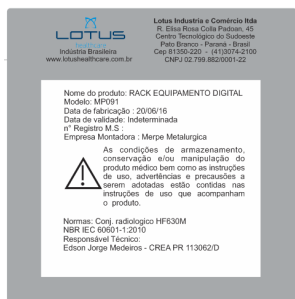 LOTUS
healthcare
Indústria Brasileira
www.lotushealthcare.com.br
Lotus Industria e Comércio ltda
R. Elisa Rosa Colla Padoan, 45
Centro Tecnológico do Sudoeste
Pato Branco - Paraná - Brasil
Cep 81350-220 - (41)3074-2100
CNPJ 02.799.882/0001-22
Nome do produto: RACK EQUIPAMENTO DIGITAL
Modelo: MP091
Data de fabricação : 20/06/16
Data de validade: Indeterminada
n° Registro M.S :
Empresa Montadora : Merpe Metalurgica
As condições de armazenamento,
conservação e/ou manipulação do
produto médico bem como as instruções
de uso, advertências e precauções a
serem adotadas estão contidas nas
instruções de uso que acompanham
o produto.
Normas: Conj. radiologico HF630M
NBR IEC 60601-1:2010
Responsável Técnico:
Edson Jorge Medeiros - CREA PR 113062/D